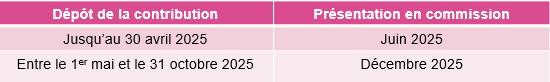 Dépôt de la contribution Présentation en commission
Jusqu'au 30 avril 2025 Juin 2025
Entre le 1er mai et le 31 octobre 2025 Décembre 2025